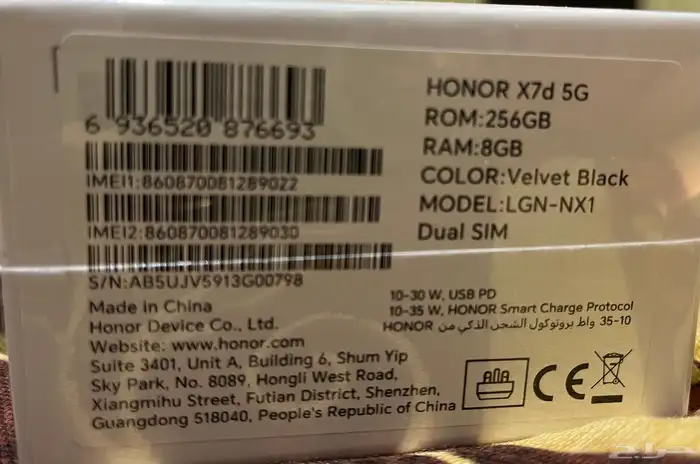 6 936520 876693
IMEI1:860870081289022
IMEI2:860870081289030
S/N:AB5UJV5913G00798
HONOR X7d 5G
ROM:256GB
RAM:8GB
COLOR:Velvet Black
MODEL:LGN-NX1
Dual SIM
Made in China
Honor Device Co., Ltd.
Website: www.honor.com
Suite 3401, Unit A, Building 6, Shum Yip
Sky Park, No. 8089, Hongli West Road,
Xiangmihu Street, Futian District, Shenzhen,
Guangdong 518040, People's Republic of China
10-30 W, USB PD
10-35 W, HONOR Smart Charge Protocol
35-10 واط بروتوكول الشحن الذكي من HONOR
CE
حراج